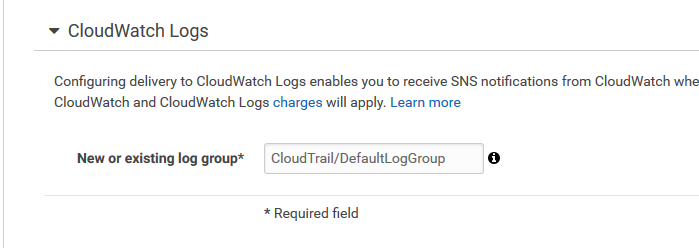 CloudWatch Logs
Configuring delivery to CloudWatch Logs enables you to receive SNS notifications from CloudWatch whe
CloudWatch and CloudWatch Logs charges will apply. Learn more
New or existing log group* CloudTrail/DefaultLogGroup
* Required field